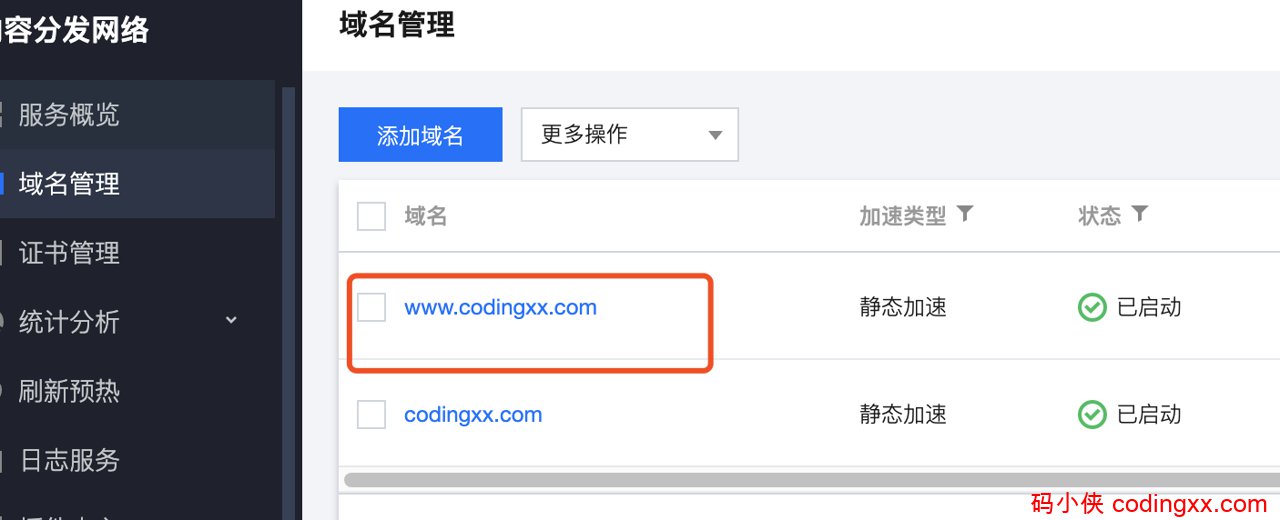 内容分发网络
域名管理
服务概览
域名管理
证书管理
统计分析
刷新预热
日志服务
添加域名
更多操作
域名 加速类型 状态
www.codingxx.com 静态加速 已启动
codingxx.com 静态加速 已启动
码小侠 codingxx.com